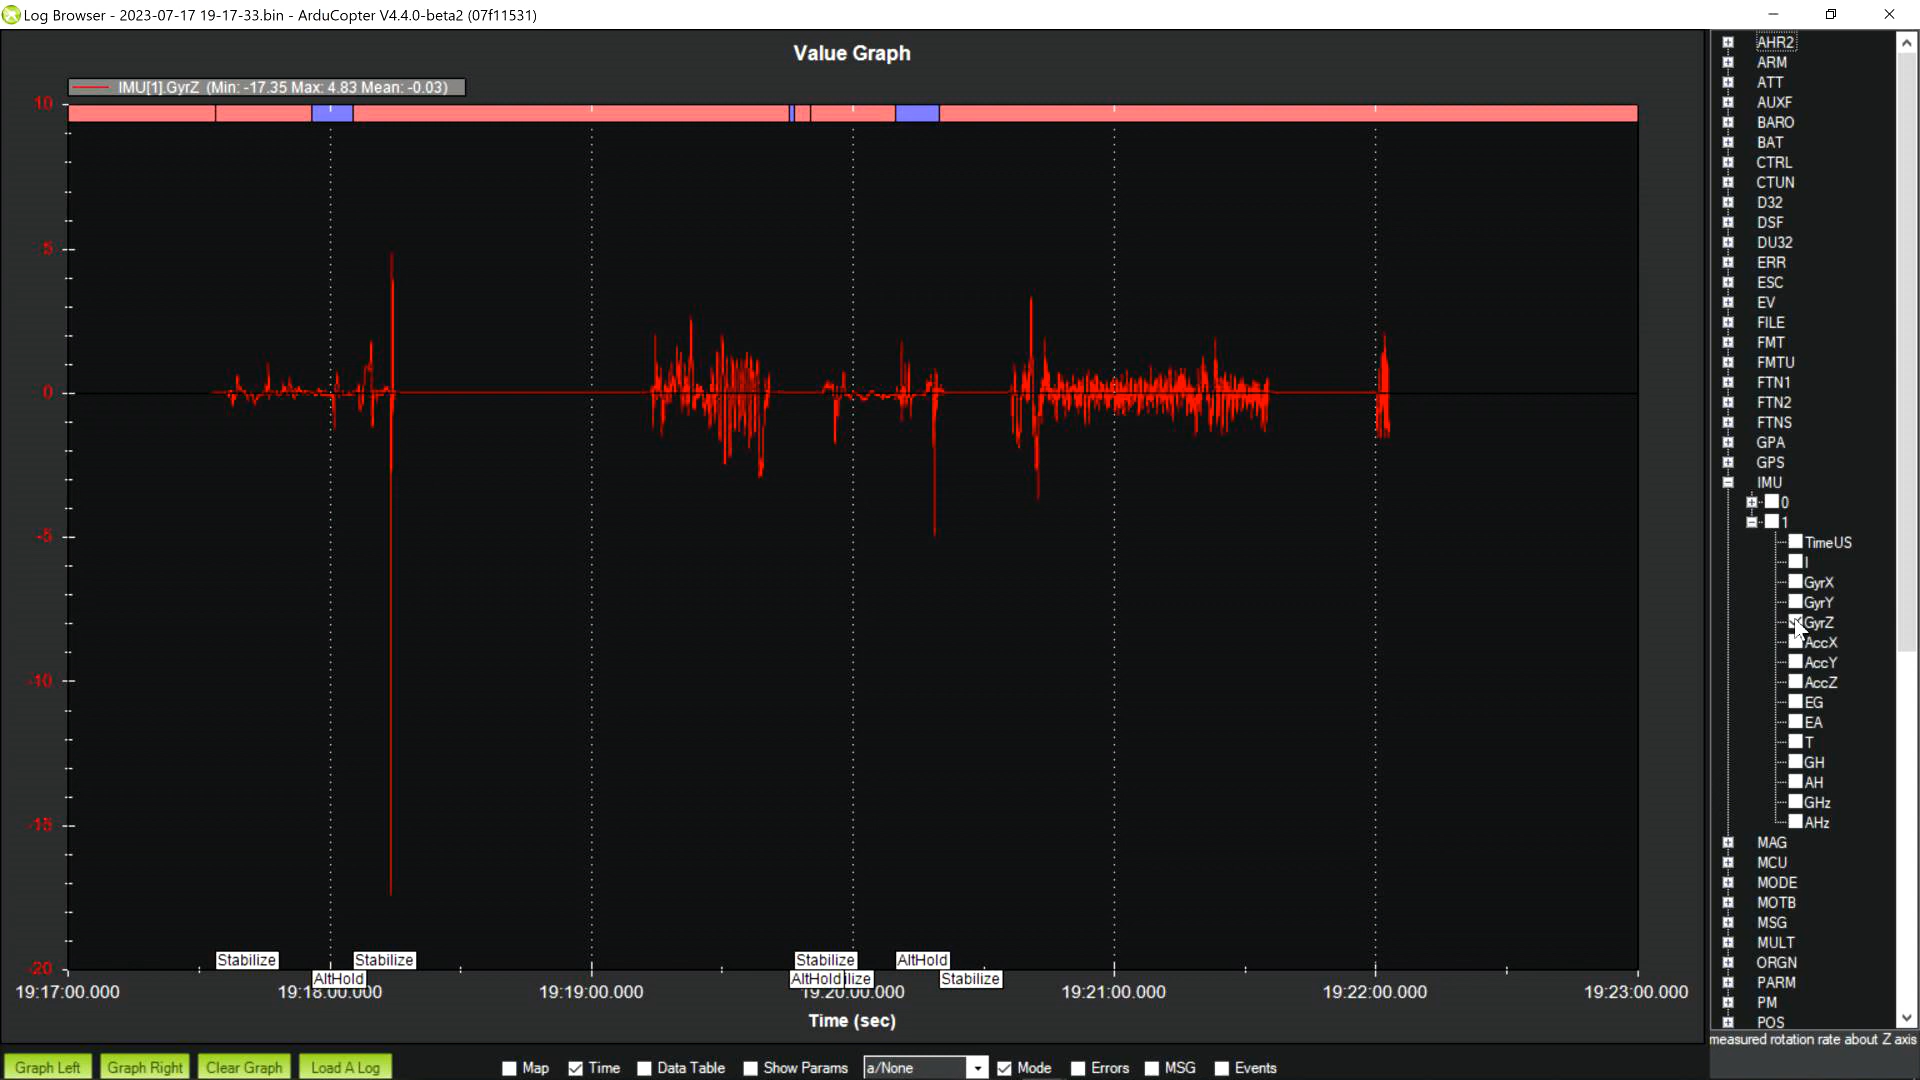 Log Browser - 2023-07-17 19-17-33.bin - ArduCopter V4.4.0-beta2 (07f11531)
Value Graph
IMU[1].GyrZ (Min: -17.35 Max: 4.83 Mean: -0.03)
10
5
0
-5
-10
-15
-20
Stabilize
Stabilize
Stabilize
AltHold
AltHold
AltHold
ilize
Stabilize
19:17:00.000
19:18:00.000
19:19:00.000
19:20:00.000
19:21:00.000
19:22:00.000
19:23:00.000
Time (sec)
AHR2
ARM
ATT
AUXF
BARO
BAT
CTRL
CTUN
D32
DSF
DU32
ERR
ESC
EV
FILE
FMT
FMTU
FTN1
FTN2
FTNS
GPA
GPS
IMU
0
1
TimeUS
I
GyrX
GyrY
GyrZ
AccX
AccY
AccZ
EG
EA
T
GH
AH
GHz
AHz
MAG
MCU
MODE
MOTB
MSG
MULT
ORGN
PARM
PM
POS
measured rotation rate about Z axis
Graph Left
Graph Right
Clear Graph
Load A Log
Map
Time
Data Table
Show Params
a/None
Mode
Errors
MSG
Events